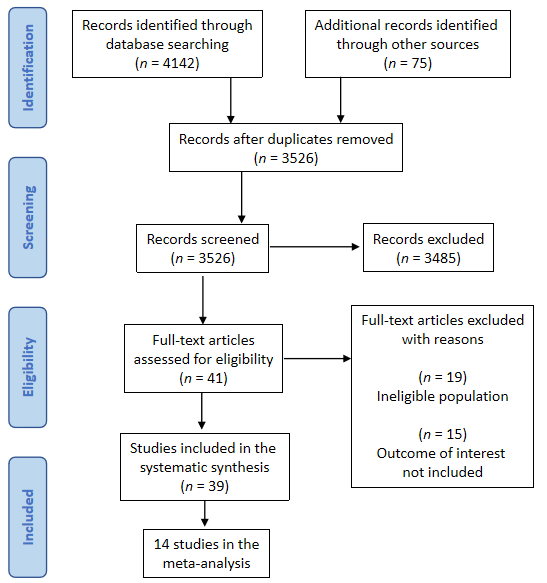 Identification
Records identified through
database searching
(n = 4142)
Additional records identified
through other sources
(n = 75)
Records after duplicates removed
(n = 3526)
Screening
Records screened
(n = 3526)
Records excluded
(n = 3485)
Eligibility
Full-text articles
assessed for eligibility
(n = 41)
Full-text articles excluded
with reasons
(n = 19)
Ineligible population
(n = 15)
Outcome of interest
not included
Included
Studies included in the
systematic synthesis
(n = 39)
14 studies in the
meta-analysis